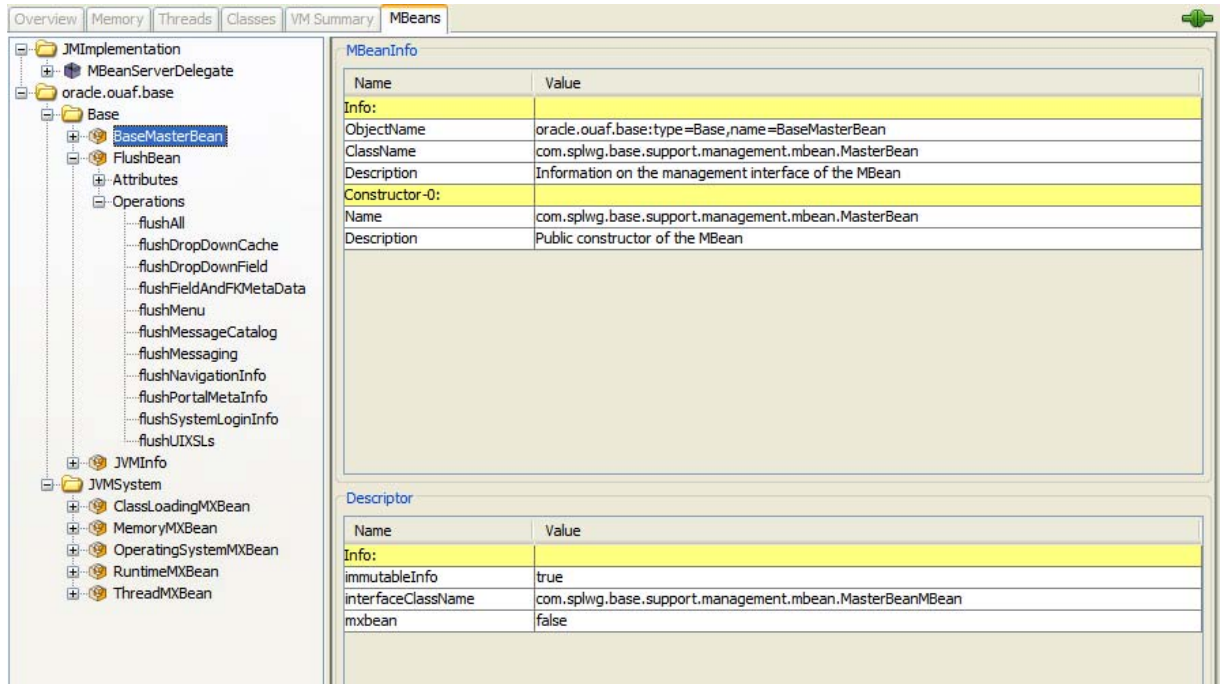 Overview Memory Threads Classes VM Summary MBeans
JMImplementation
MBeanServerDelegate
oracle.ouaf.base
Base
BaseMasterBean
FlushBean
Attributes
Operations
flushAll
flushDropDownCache
flushDropDownField
flushFieldAndFKMetaData
flushMenu
flushMessageCatalog
flushMessaging
flushNavigationInfo
flushPortalMetaInfo
flushSystemLoginInfo
flushUIXSLs
JVMInfo
JVMSystem
ClassLoadingMXBean
MemoryMXBean
OperatingSystemMXBean
RuntimeMXBean
ThreadMXBean
MBeanInfo
Name Value
Info:
ObjectName oracle.ouaf.base:type=Base,name=BaseMasterBean
ClassName com.splwg.base.support.management.mbean.MasterBean
Description Information on the management interface of the MBean
Constructor-0:
Name com.splwg.base.support.management.mbean.MasterBean
Description Public constructor of the MBean
Descriptor
Name Value
Info:
immutableInfo true
interfaceClassName com.splwg.base.support.management.mbean.MasterBeanMBean
mxbean false